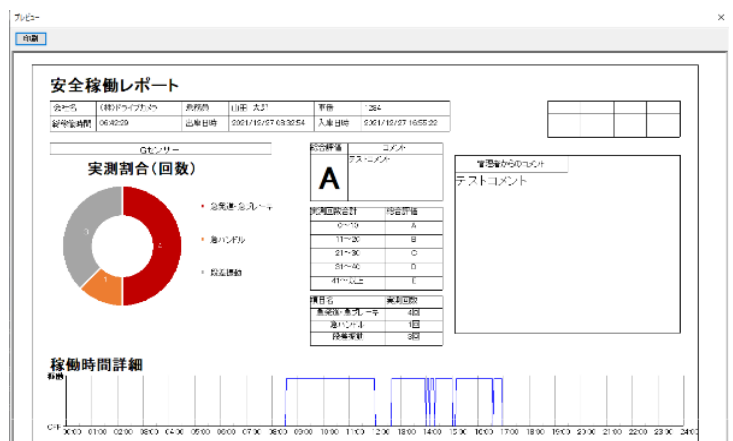 プレビュー
印刷
安全稼働レポート
会社名 (株)ドライブカメラ 乗務員 山田 太郎 車番 1234
総稼働時間 06:42:29 出庫日時 2021/12/27 08:32:54 入庫日時 2021/12/27 16:55:22
Gセンサー
実測割合(回数)
3
4
1
急発進・急ブレーキ
急ハンドル
段差振動
総合評価 コメント
A テストコメント
実測回数合計 総合評価
0～10 A
11～20 B
21～30 C
31～40 D
41～以上 E
項目名 実測回数
急発進・急ブレーキ 4回
急ハンドル 1回
段差振動 3回
管理者からのコメント
テストコメント
稼働時間詳細
稼働
OFF
00:00 01:00 02:00 03:00 04:00 05:00 06:00 07:00 08:00 09:00 10:00 11:00 12:00 13:00 14:00 15:00 16:00 17:00 18:00 19:00 20:00 21:00 22:00 23:00 24:00